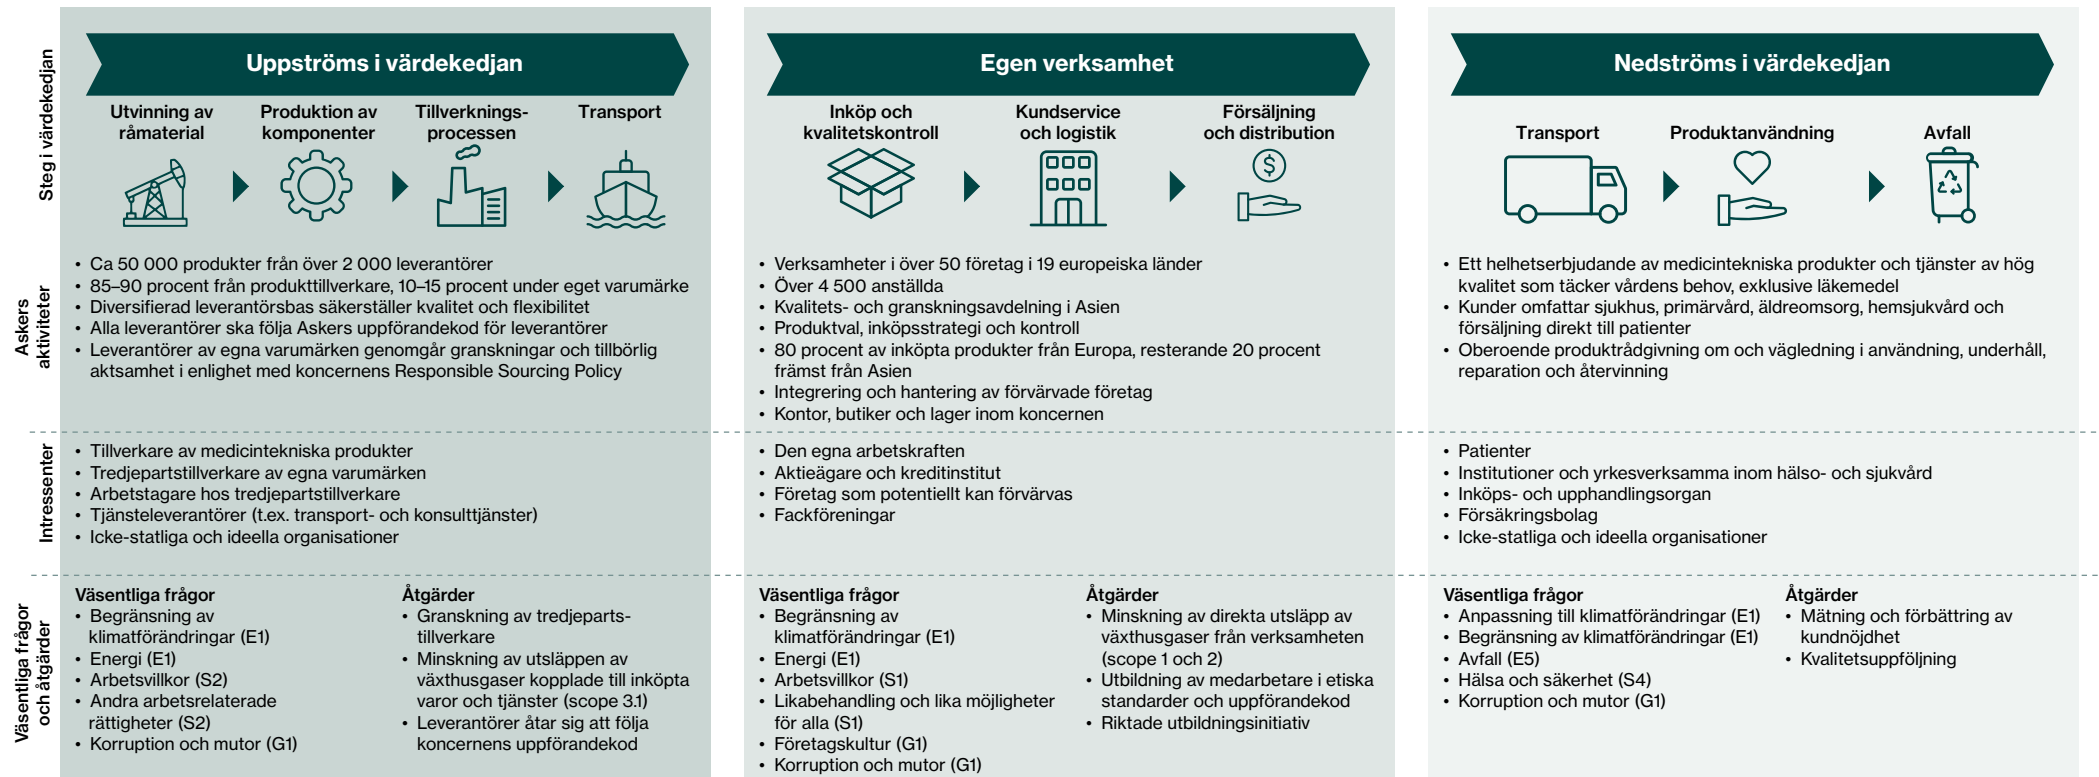 Steg i värdekedjan
Uppströms i värdekedjan
Utvinning av
råmaterial
Produktion av
komponenter
Tillverknings-
processen
Transport
Egen verksamhet
Inköp och
kvalitetskontroll
Kundservice
och logistik
Försäljning
och distribution
$
Nedströms i värdekedjan
Transport
Produktanvändning
Avfall
Askers
aktiviteter
• Ca 50 000 produkter från över 2 000 leverantörer
• 85–90 procent från produkttillverkare, 10–15 procent under eget varumärke
• Diversifierad leverantörsbas säkerställer kvalitet och flexibilitet
• Alla leverantörer ska följa Askers uppförandekod för leverantörer
• Leverantörer av egna varumärken genomgår granskningar och tillbörlig
aktsamhet i enlighet med koncernens Responsible Sourcing Policy
• Verksamheter i över 50 företag i 19 europeiska länder
• Över 4 500 anställda
• Kvalitets- och granskningsavdelning i Asien
• Produktval, inköpsstrategi och kontroll
• 80 procent av inköpta produkter från Europa, resterande 20 procent
främst från Asien
• Integrering och hantering av förvärvade företag
• Kontor, butiker och lager inom koncernen
• Ett helhetserbjudande av medicintekniska produkter och tjänster av hög
kvalitet som täcker vårdens behov, exklusive läkemedel
• Kunder omfattar sjukhus, primärvård, äldreomsorg, hemsjukvård och
försäljning direkt till patienter
• Oberoende produktrådgivning om och vägledning i användning, underhåll,
reparation och återvinning
Intressenter
• Tillverkare av medicintekniska produkter
• Tredjepartstillverkare av egna varumärken
• Arbetstagare hos tredjepartstillverkare
• Tjänsteleverantörer (t.ex. transport- och konsulttjänster)
• Icke-statliga och ideella organisationer
• Den egna arbetskraften
• Aktieägare och kreditinstitut
• Företag som potentiellt kan förvärvas
• Fackföreningar
• Patienter
• Institutioner och yrkesverksamma inom hälso- och sjukvård
• Inköps- och upphandlingsorgan
• Försäkringsbolag
• Icke-statliga och ideella organisationer
Väsentliga frågor
och åtgärder
Väsentliga frågor
• Begränsning av
klimatförändringar (E1)
• Energi (E1)
• Arbetsvillkor (S2)
• Andra arbetsrelaterade
rättigheter (S2)
• Korruption och mutor (G1)
Åtgärder
• Granskning av tredjeparts-
tillverkare
• Minskning av utsläppen av
växthusgaser kopplade till inköpta
varor och tjänster (scope 3.1)
• Leverantörer åtar sig att följa
koncernens uppförandekod
Väsentliga frågor
• Begränsning av
klimatförändringar (E1)
• Energi (E1)
• Arbetsvillkor (S1)
• Likabehandling och lika möjligheter
för alla (S1)
• Företagskultur (G1)
• Korruption och mutor (G1)
Åtgärder
• Minskning av direkta utsläpp av
växthusgaser från verksamheten
(scope 1 och 2)
• Utbildning av medarbetare i etiska
standarder och uppförandekod
• Riktade utbildningsinitiativ
Väsentliga frågor
• Anpassning till klimatförändringar (E1)
• Begränsning av klimatförändringar (E1)
• Avfall (E5)
• Hälsa och säkerhet (S4)
• Korruption och mutor (G1)
Åtgärder
• Mätning och förbättring av
kundnöjdhet
• Kvalitetsuppföljning